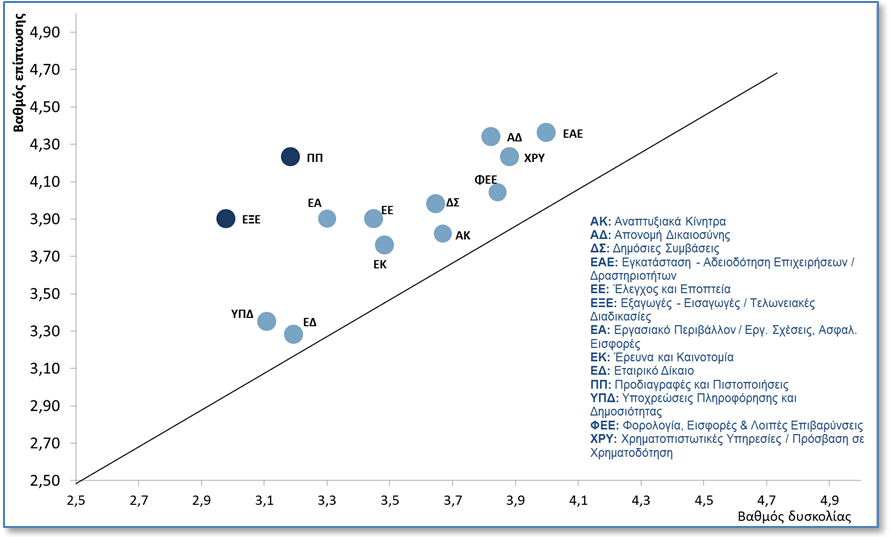 Βαθμός επίπτωσης
4,90
4,70
4,50
4,30
4,10
3,90
3,70
3,50
3,30
3,10
2,90
2,70
2,50
ΑΔ
ΕΑΕ
ΠΠ
ΧΡΥ
ΦΕΕ
ΕΞΕ
ΕΑ
ΕΕ
ΔΣ
ΑΚ
ΕΚ
ΥΠΔ
ΕΔ
ΑΚ: Αναπτυξιακά Κίνητρα
ΑΔ: Απονομή Δικαιοσύνης
ΔΣ: Δημόσιες Συμβάσεις
ΕΑΕ: Εγκατάσταση - Αδειοδότηση Επιχειρήσεων /
Δραστηριοτήτων
ΕΕ: Έλεγχος και Εποπτεία
ΕΞΕ: Εξαγωγές - Εισαγωγές / Τελωνειακές
Διαδικασίες
ΕΑ: Εργασιακό Περιβάλλον / Εργ. Σχέσεις, Ασφαλ.
Εισφορές
ΕΚ: Έρευνα και Καινοτομία
ΕΔ: Εταιρικό Δίκαιο
ΠΠ: Προδιαγραφές και Πιστοποιήσεις
ΥΠΔ: Υποχρεώσεις Πληροφόρησης και
Δημοσιότητας
ΦΕΕ: Φορολογία, Εισφορές & Λοιπές Επιβαρύνσεις
ΧΡΥ: Χρηματοπιστωτικές Υπηρεσίες / Πρόσβαση σε
Χρηματοδότηση
2,5 2,7 2,9 3,1 3,3 3,5 3,7 3,9 4,1 4,3 4,5 4,7 4,9
Βαθμός δυσκολίας